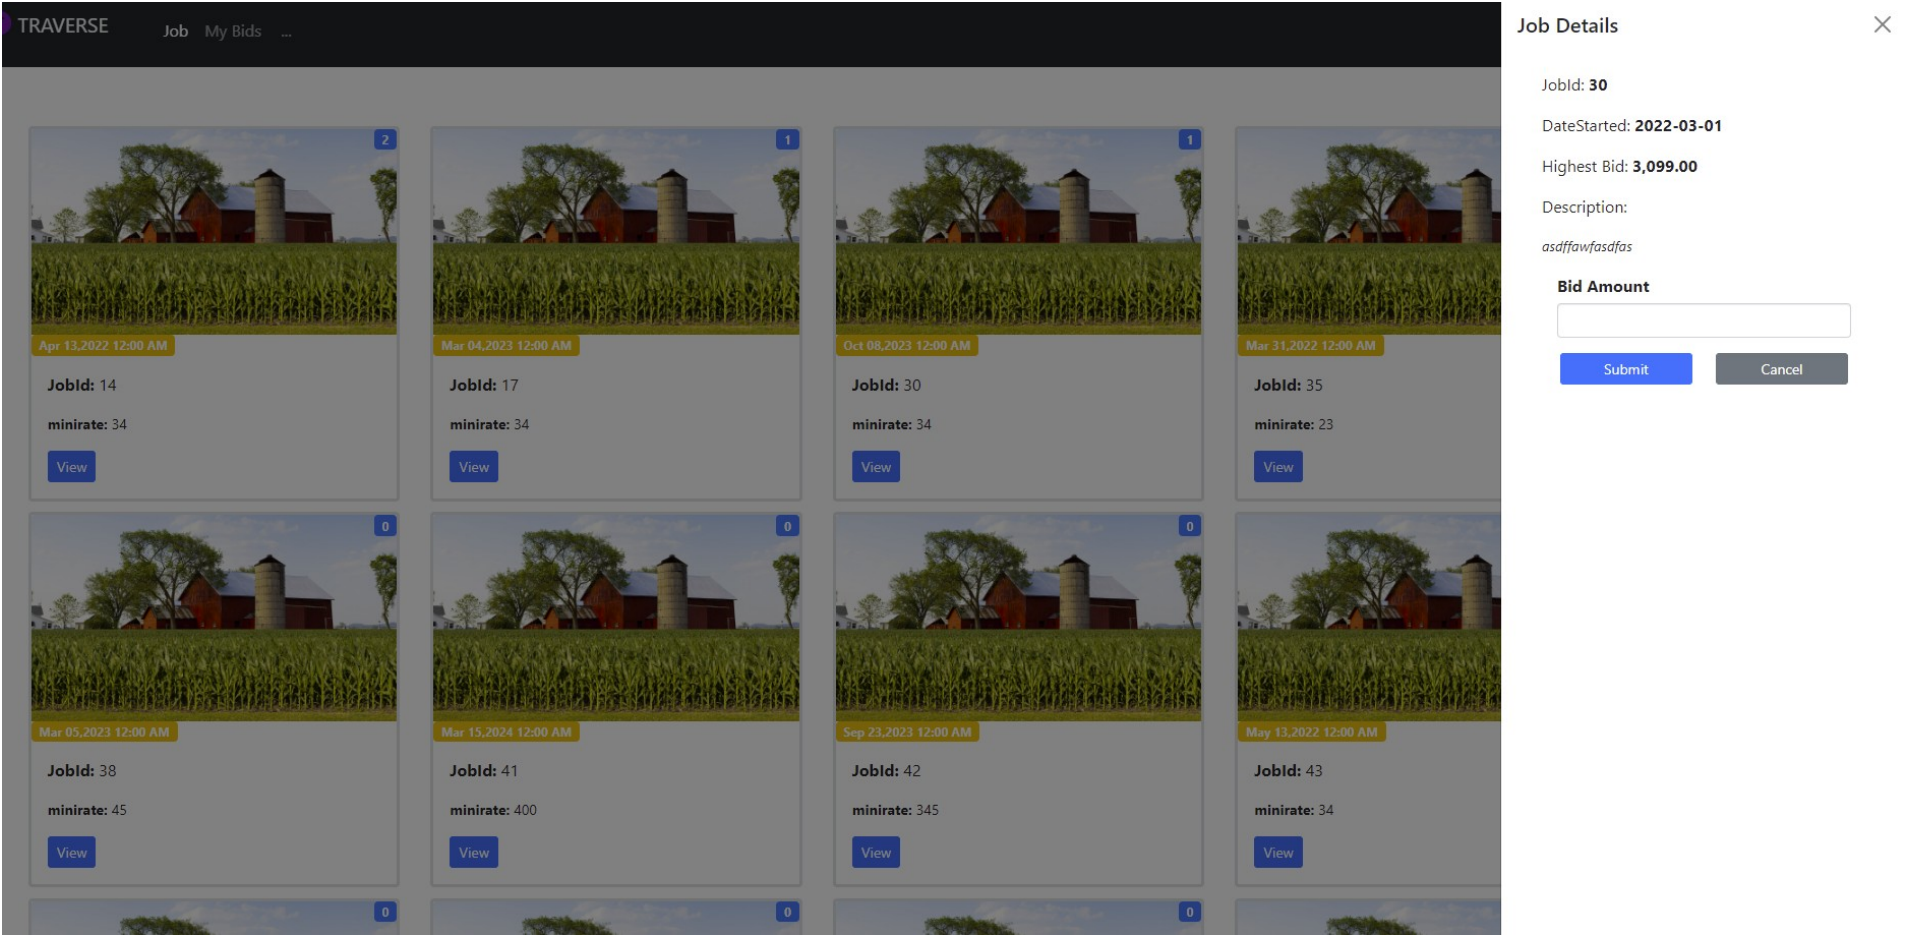 TRAVERSE Job My Bids ...
2 1 1
Apr 13,2022 12:00 AM Mar 04,2023 12:00 AM Oct 08,2023 12:00 AM Mar 31,2022 12:00 AM
JobId: 14 JobId: 17 JobId: 30 JobId: 35
minirate: 34 minirate: 34 minirate: 34 minirate: 23
View View View View
0 0 0
Mar 05,2023 12:00 AM Mar 15,2024 12:00 AM Sep 23,2023 12:00 AM May 13,2022 12:00 AM
JobId: 38 JobId: 41 JobId: 42 JobId: 43
minirate: 45 minirate: 400 minirate: 345 minirate: 34
View View View View
0 0 0
Job Details
JobId: 30
DateStarted: 2022-03-01
Highest Bid: 3,099.00
Description:
asdffawfasdfas
Bid Amount
Submit Cancel